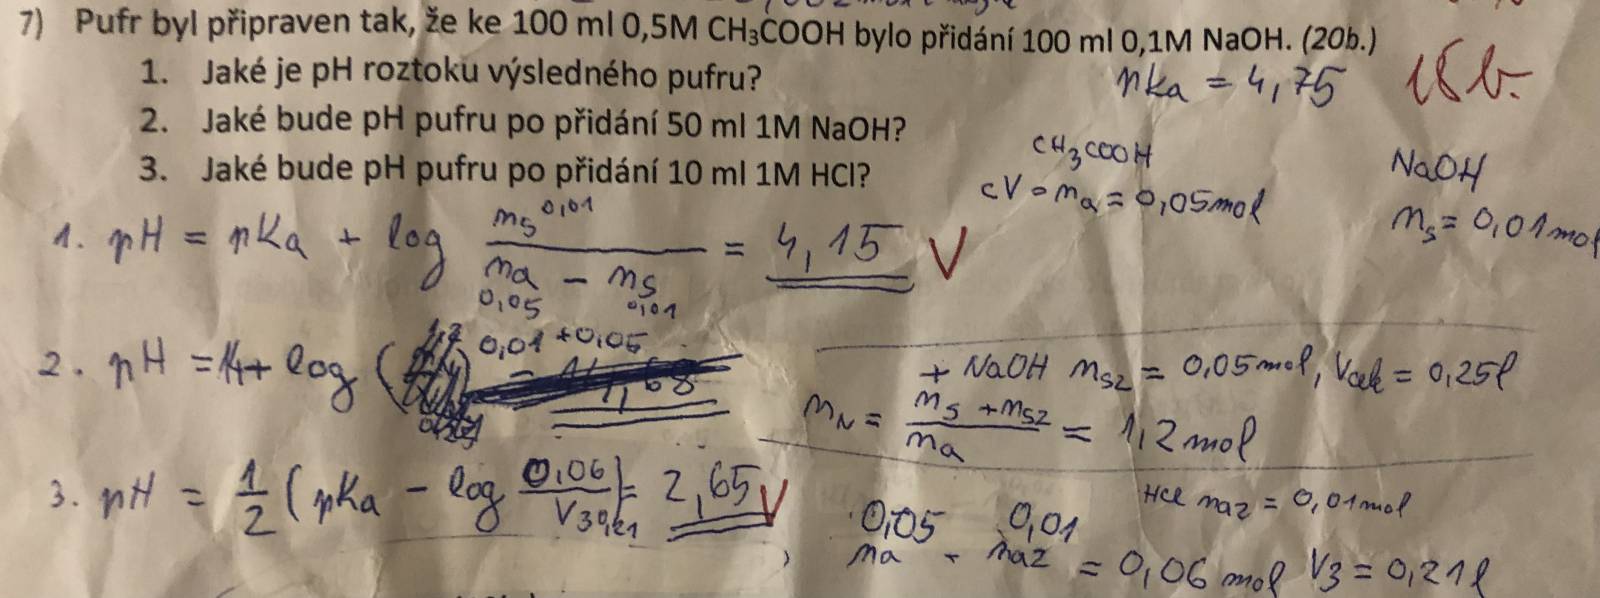 7) Pufr byl připraven tak, že ke 100 ml 0,5M CH₃COOH bylo přidání 100 ml 0,1M NaOH. (20b.)
1. Jaké je pH roztoku výsledného pufru?
pKa = 4,75
18b.
2. Jaké bude pH pufru po přidání 50 ml 1M NaOH?
3. Jaké bude pH pufru po přidání 10 ml 1M HCl?
CH₃COOH
cV = na = 0,05mol
NaOH
ns = 0,01mol
1. pH = pKa + log ns 0,01 / na - ns = 4,15 V
0,05 0,01
2. pH = 14 + log ( 0,01 + 0,05
+ NaOH ns2 = 0,05mol, Vcelk = 0,25l
nN = ns + ns2 / na = 1,2 mol
3. pH = 1/2 (pKa - log 0,06 / V3 0,21) = 2,65 V
HCl na2 = 0,01mol
0,05 0,01
na - na2 = 0,06 mol V3 = 0,21l